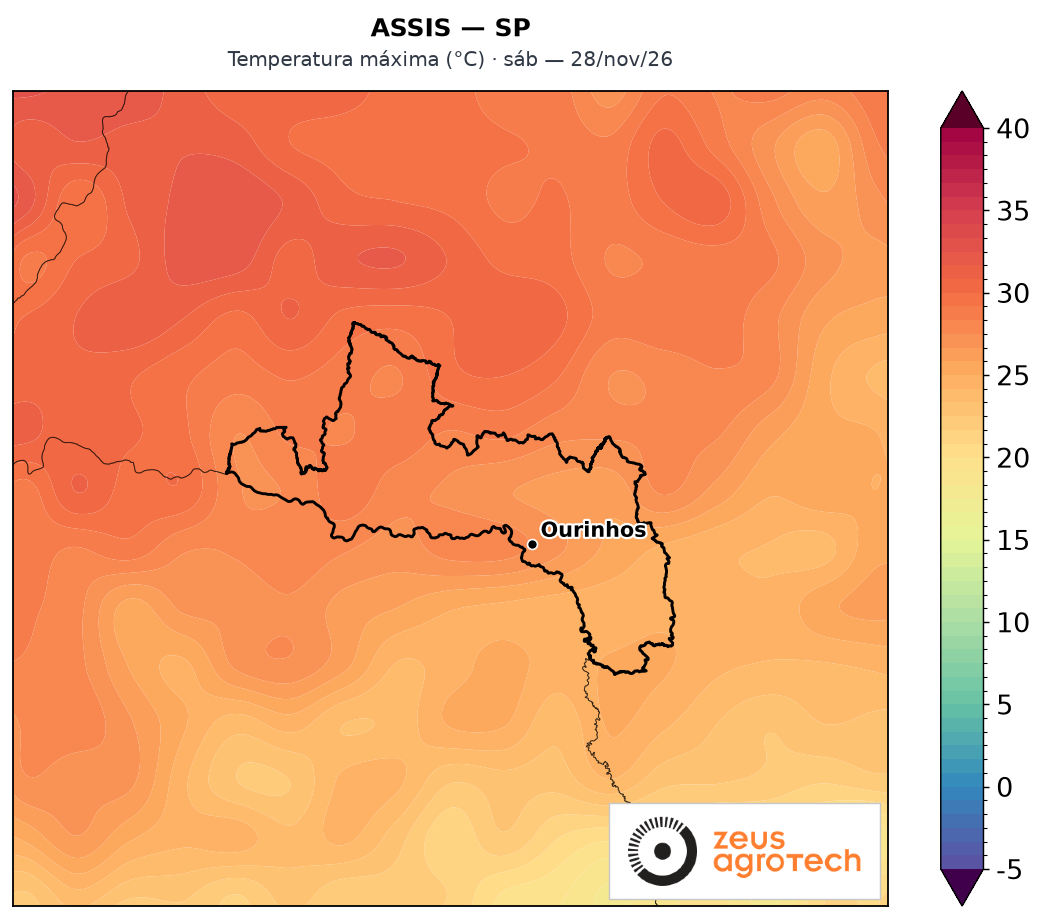 ASSIS — SP
Temperatura máxima (°C) · sáb — 28/nov/26
40
35
30
25
20
15
10
5
0
-5
Ourinhos
zeus
agrotech